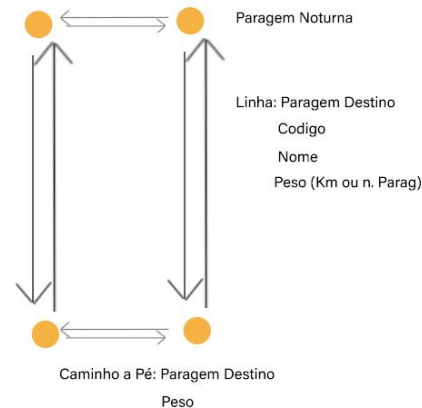 Paragem Noturna
Linha: Paragem Destino
Codigo
Nome
Peso (Km ou n. Parag)
Caminho a Pé: Paragem Destino
Peso